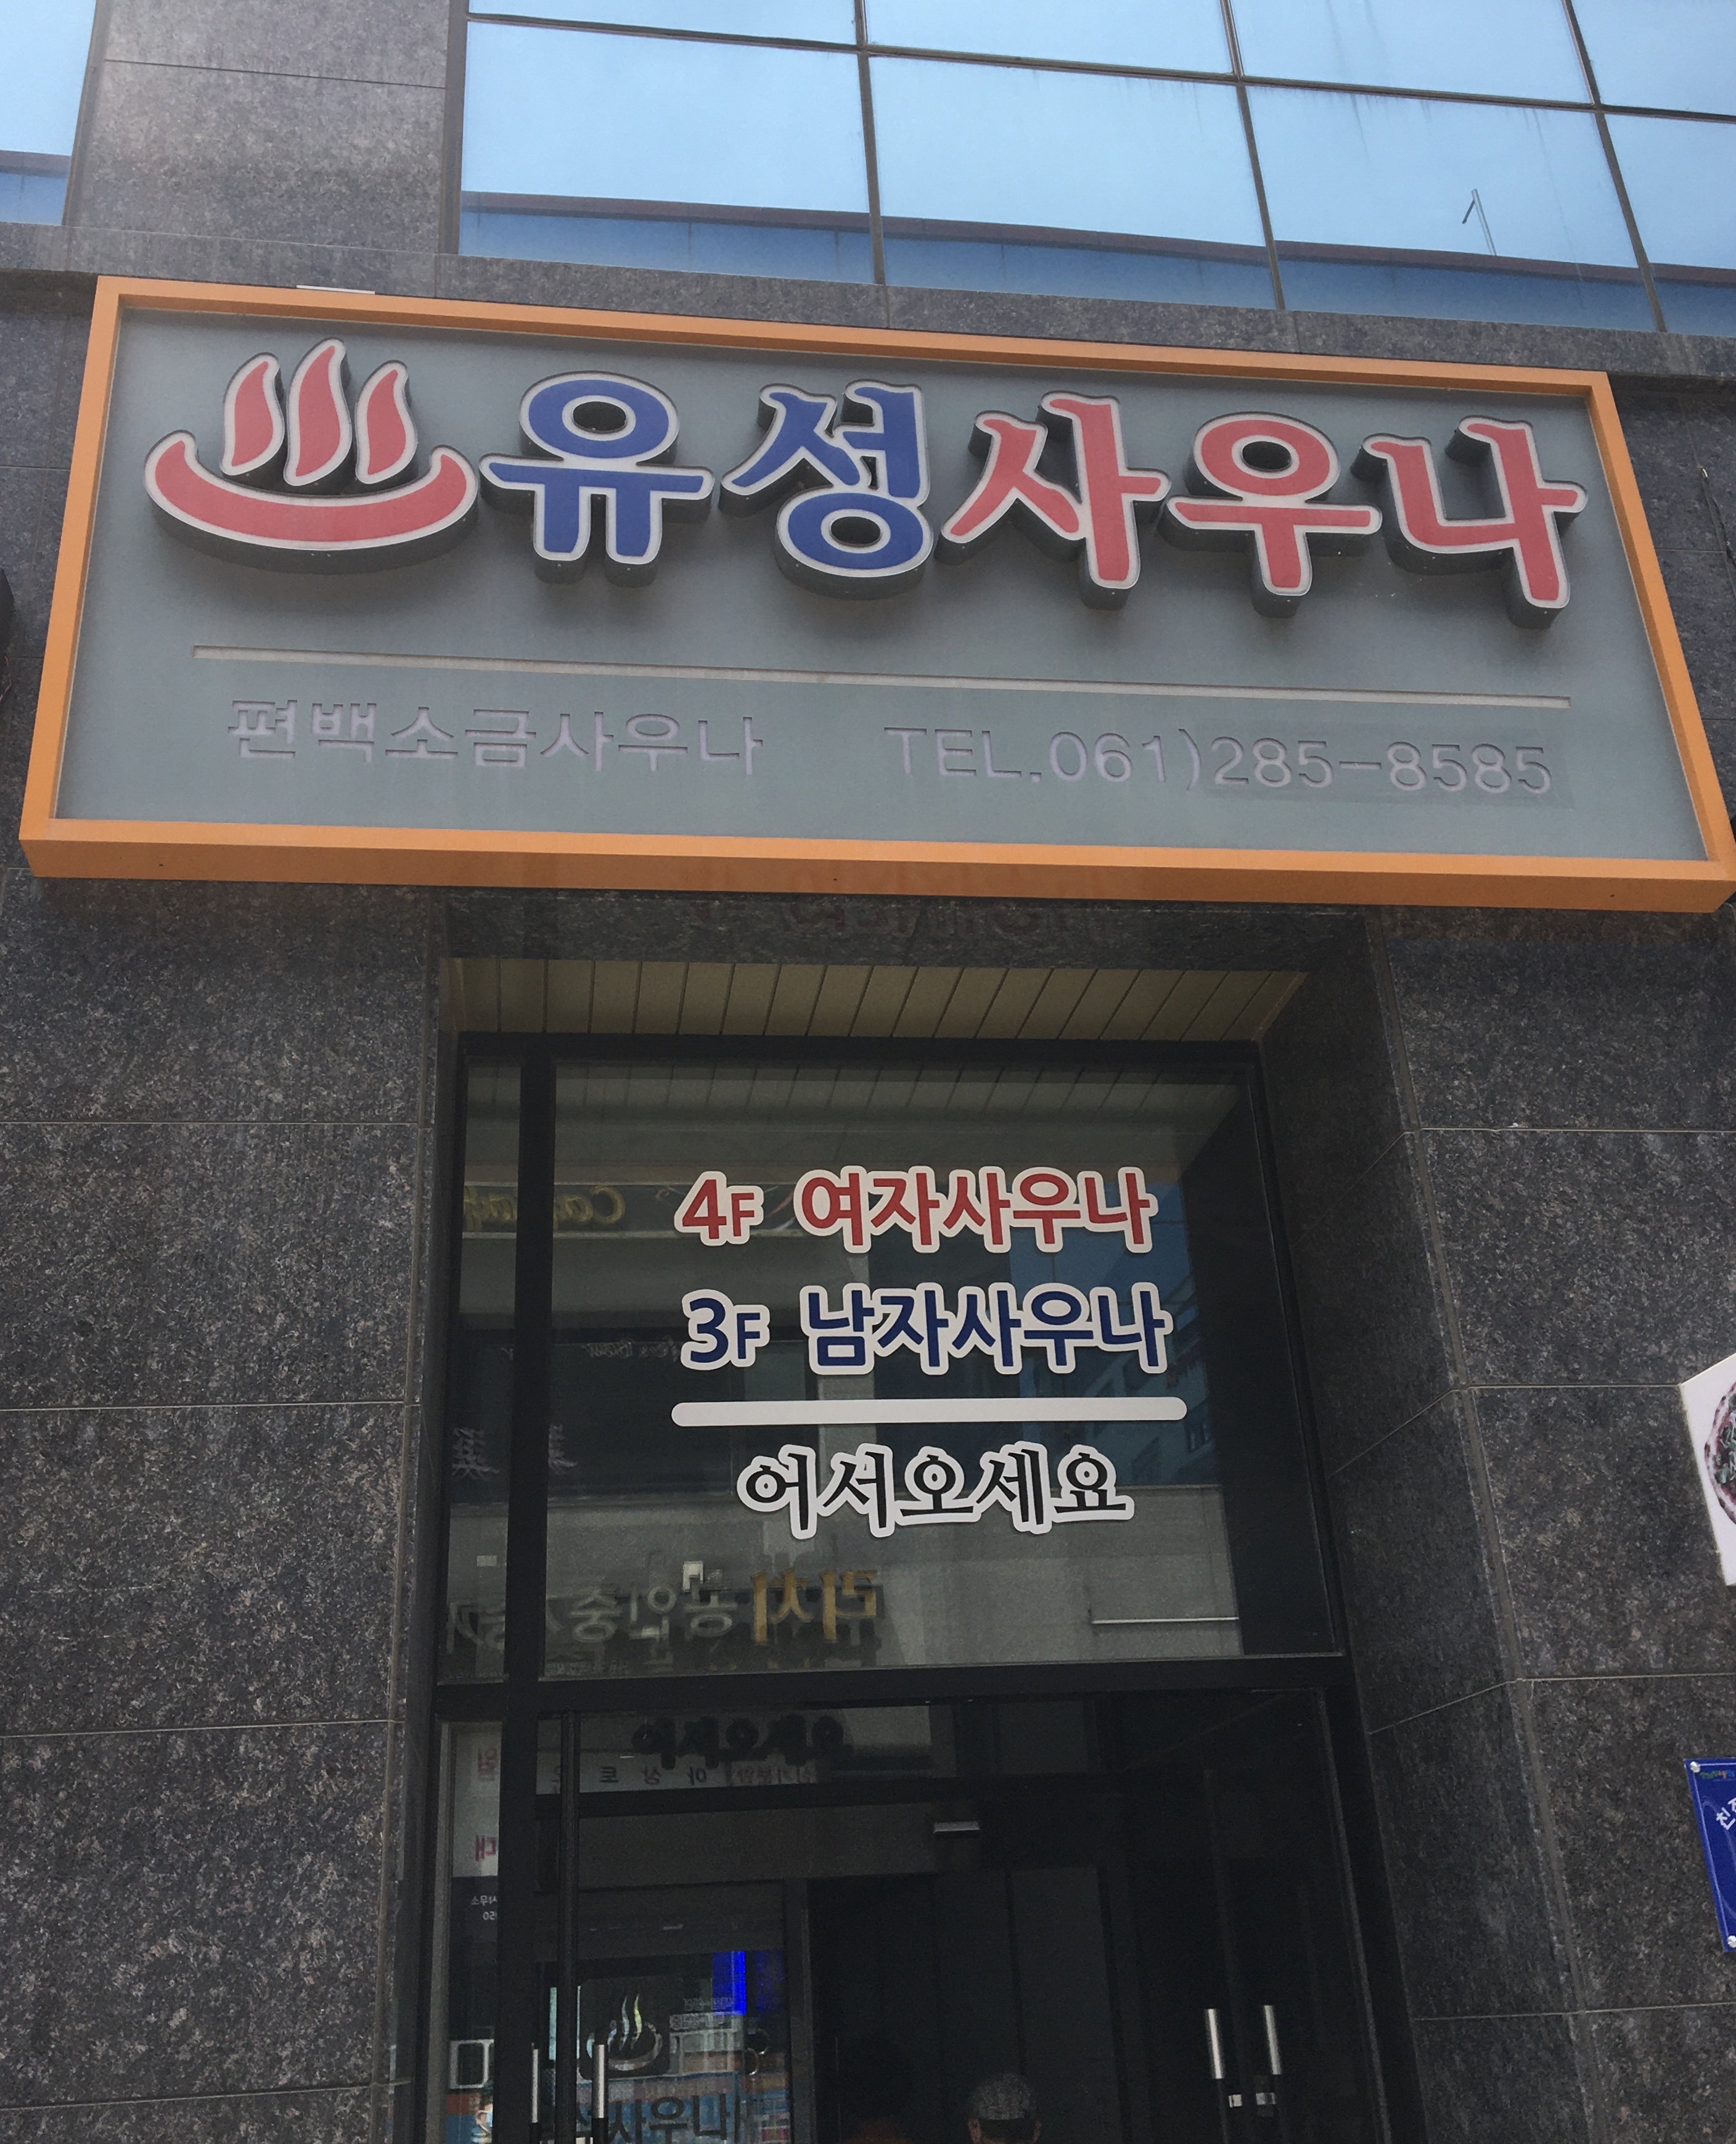 유성사우나
편백소금사우나 TEL.061)285-8585
4F 여자사우나
3F 남자사우나
어서오세요